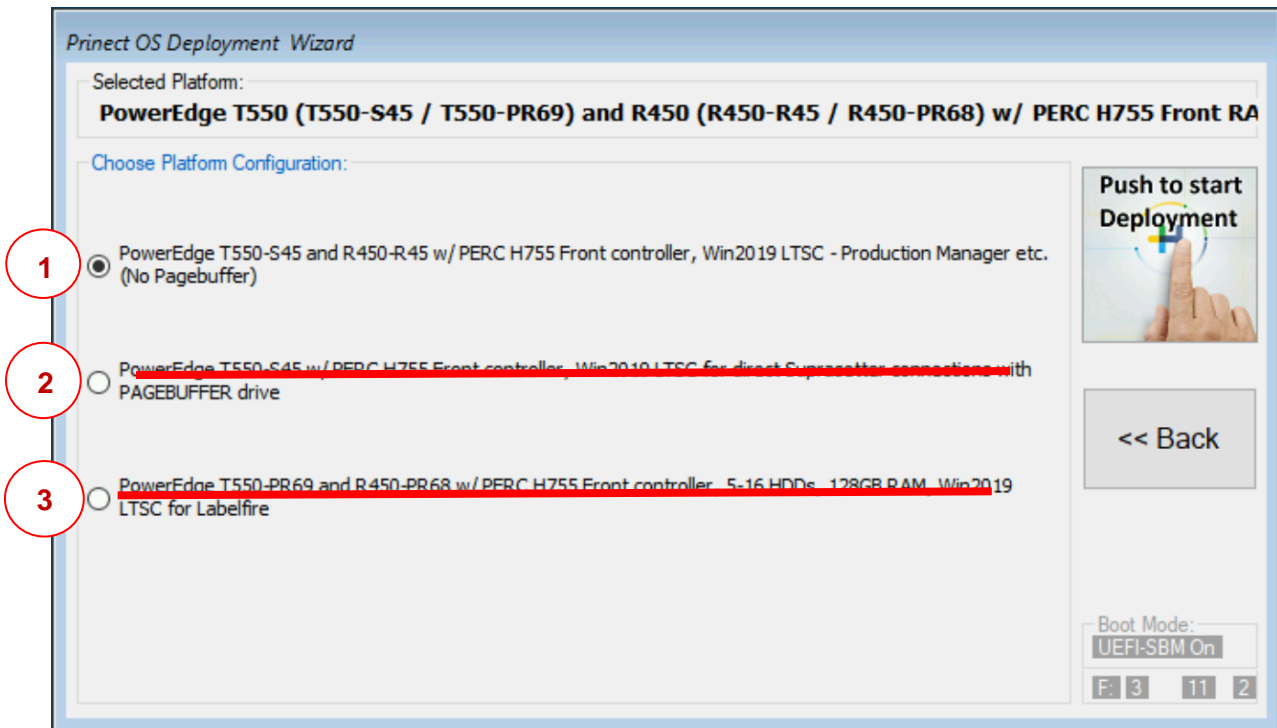 Prinect OS Deployment Wizard
Selected Platform:
PowerEdge T550 (T550-S45 / T550-PR69) and R450 (R450-R45 / R450-PR68) w/ PERC H755 Front RA
Choose Platform Configuration:
Push to start
Deployment
1
PowerEdge T550-S45 and R450-R45 w/ PERC H755 Front controller, Win2019 LTSC - Production Manager etc.
(No Pagebuffer)
2
PowerEdge T550-S45 w/ PERC H755 Front controller, Win2019 LTSC for direct Suprasetter connections with
PAGEBUFFER drive
<< Back
3
PowerEdge T550-PR69 and R450-PR68 w/ PERC H755 Front controller, 5-16 HDDs, 128GB RAM, Win2019
LTSC for Labelfire
Boot Mode:
UEFI-SBM On
F: 3 11 2